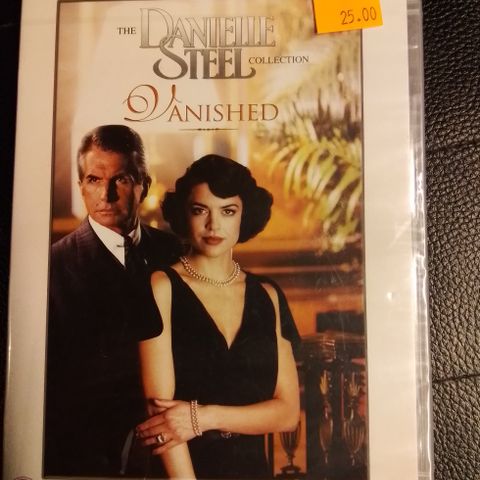 25.00
THE DANIELLE
STEEL COLLECTION
VANISHED